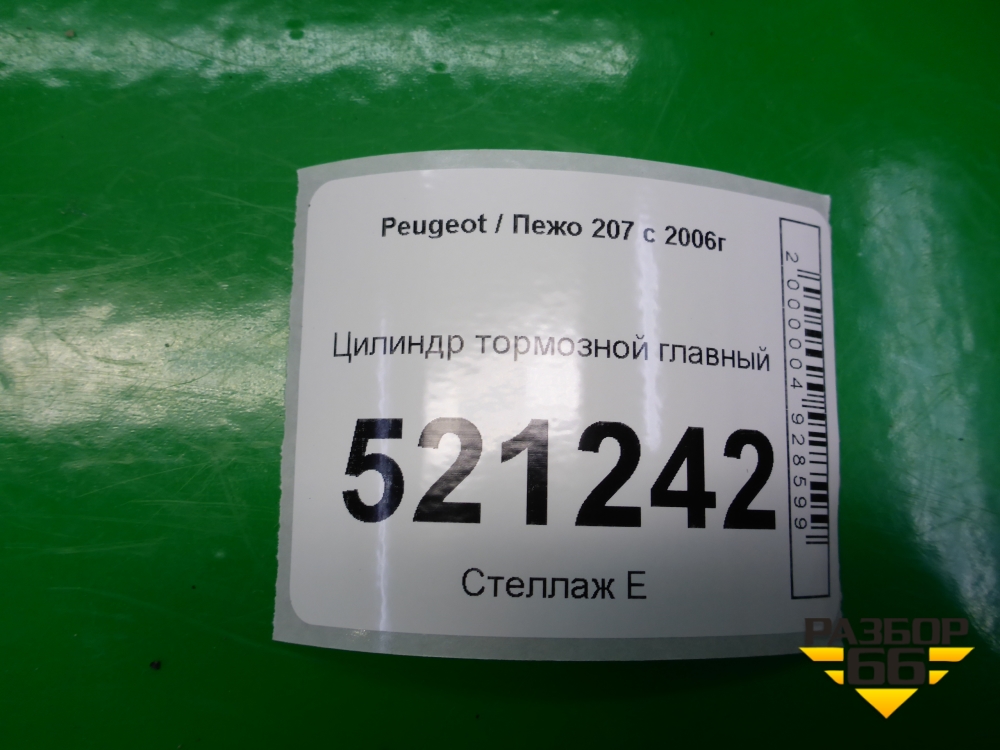 Peugeot / Пежо 207 с 2006г
Цилиндр тормозной главный
521242
Стеллаж Е
2000004928599
РАЗБОР
66